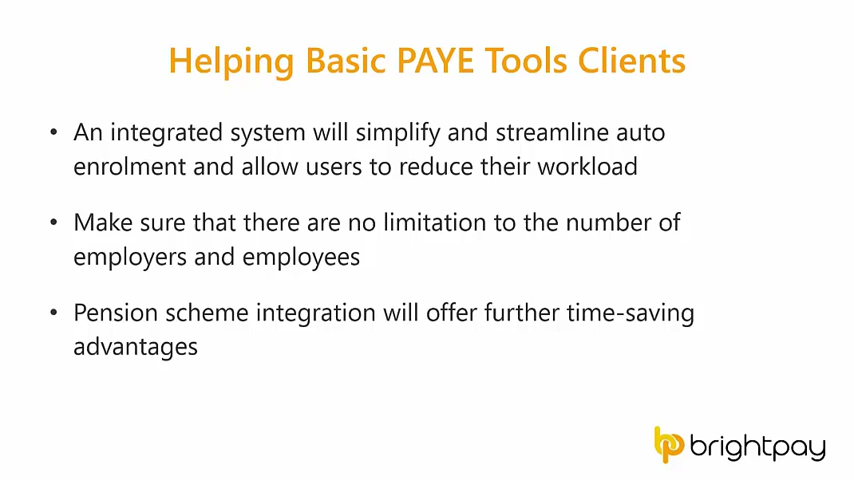 Helping Basic PAYE Tools Clients
• An integrated system will simplify and streamline auto
enrolment and allow users to reduce their workload
• Make sure that there are no limitation to the number of
employers and employees
• Pension scheme integration will offer further time-saving
advantages
bp brightpay